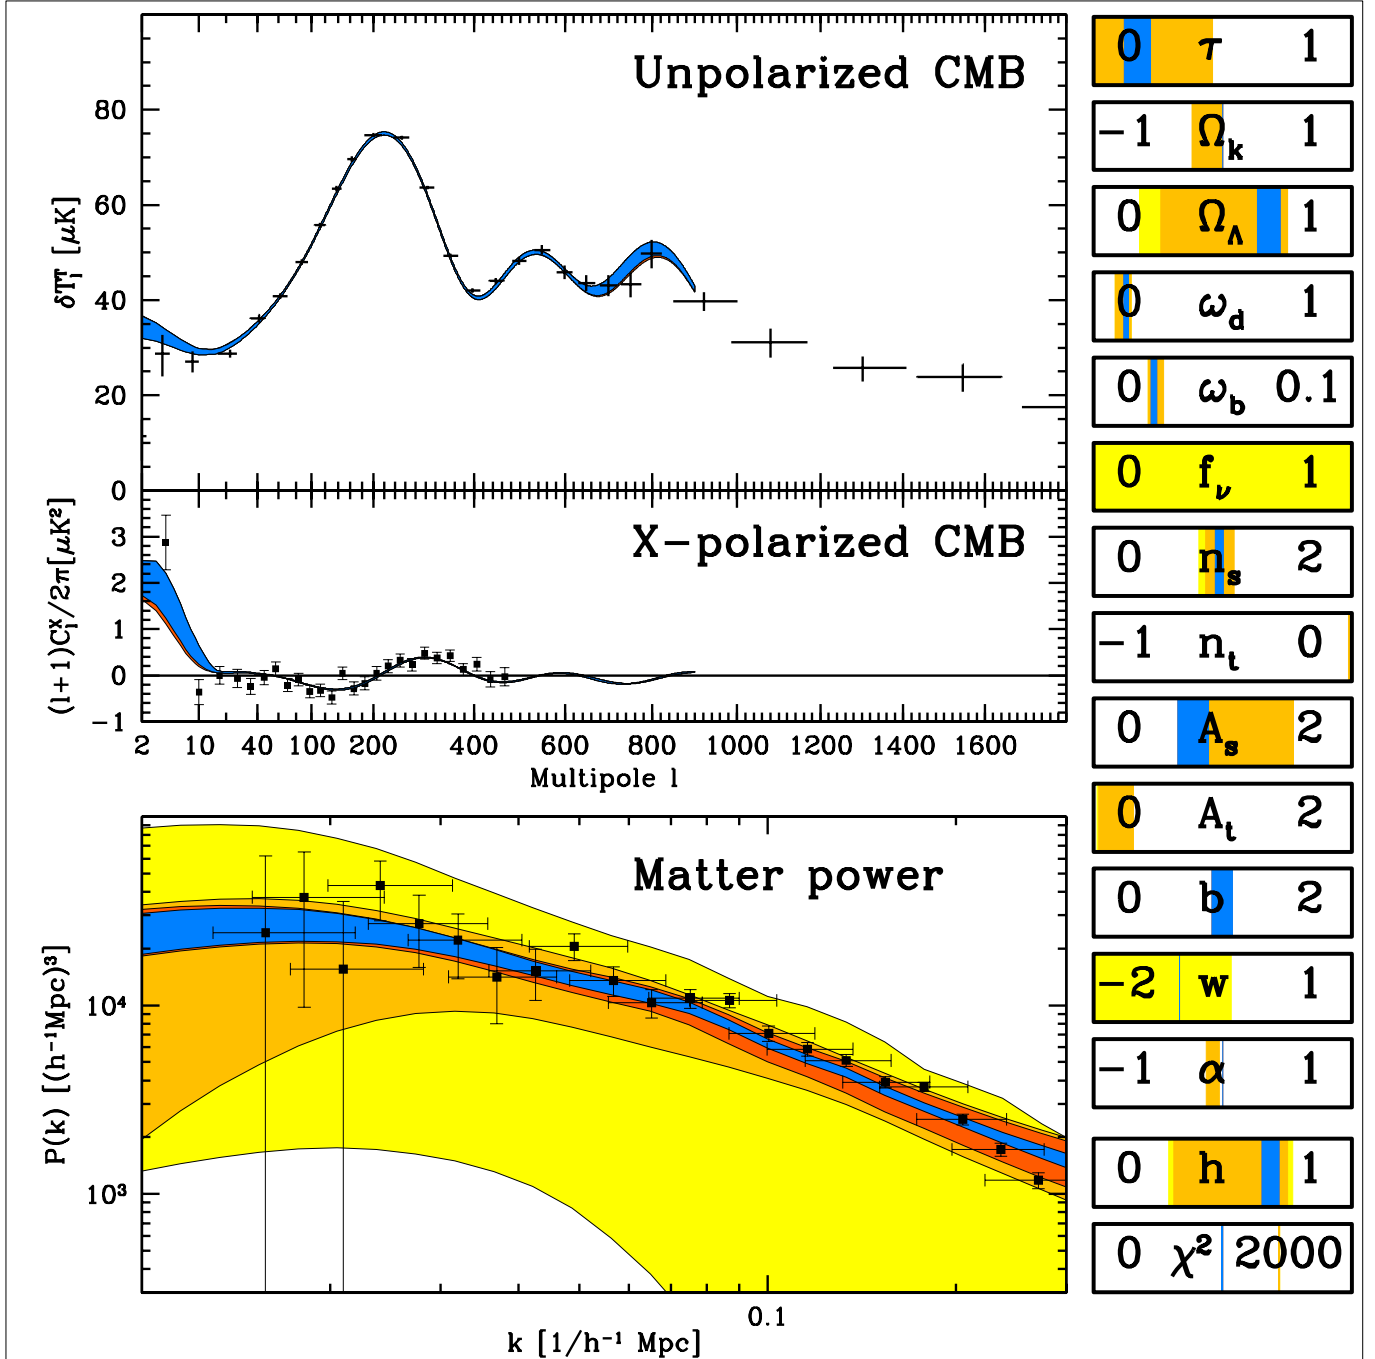 Unpolarized CMB
80
60
40
20
0
δTₗᵀ [μK]
X-polarized CMB
3
2
1
0
-1
(l+1)Cₗˣ/2π[μK²]
2 10 40 100 200 400 600 800 1000 1200 1400 1600
Multipole l
Matter power
10⁴
10³
P(k) [(h⁻¹Mpc)³]
0.1
k [1/h⁻¹ Mpc]
0 τ 1
-1 Ωₖ 1
0 Ω_Λ 1
0 ω_d 1
0 ω_b 0.1
0 f_ν 1
0 n_s 2
-1 n_t 0
0 A_s 2
0 A_t 2
0 b 2
-2 w 1
-1 α 1
0 h 1
0 χ² 2000